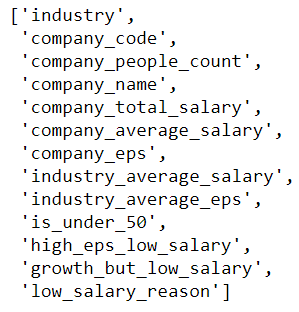 ['industry',
'company_code',
'company_people_count',
'company_name',
'company_total_salary',
'company_average_salary',
'company_eps',
'industry_average_salary',
'industry_average_eps',
'is_under_50',
'high_eps_low_salary',
'growth_but_low_salary',
'low_salary_reason']